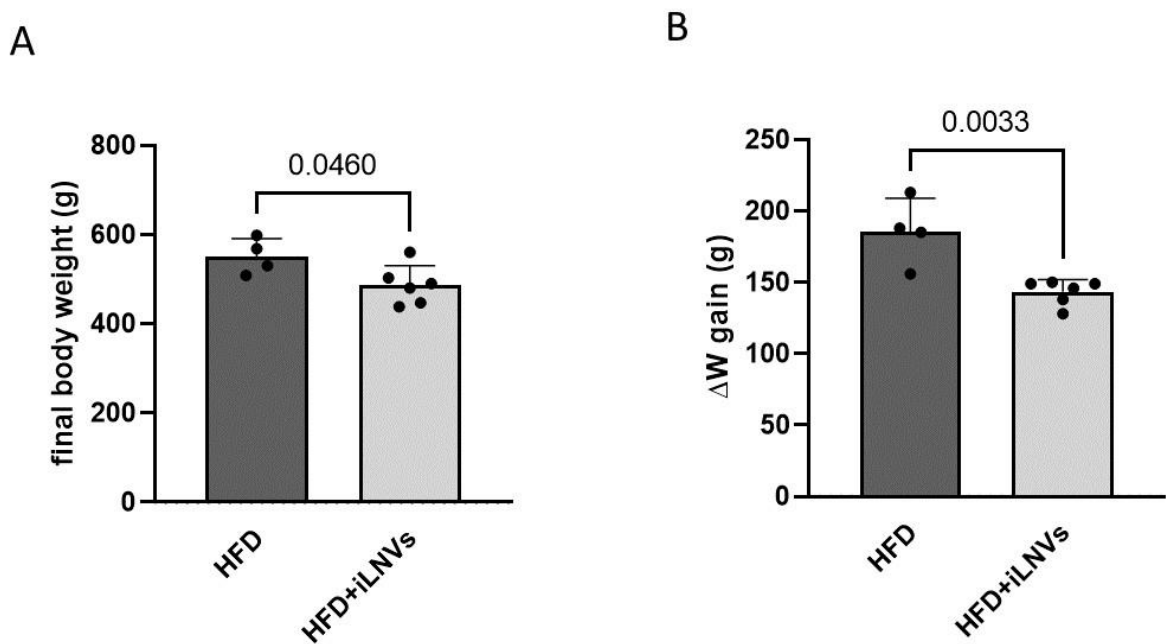 A
final body weight (g)
800
600
400
200
0
0.0460
HFD
HFD+iLNVs
B
ΔW gain (g)
250
200
150
100
50
0
0.0033
HFD
HFD+iLNVs